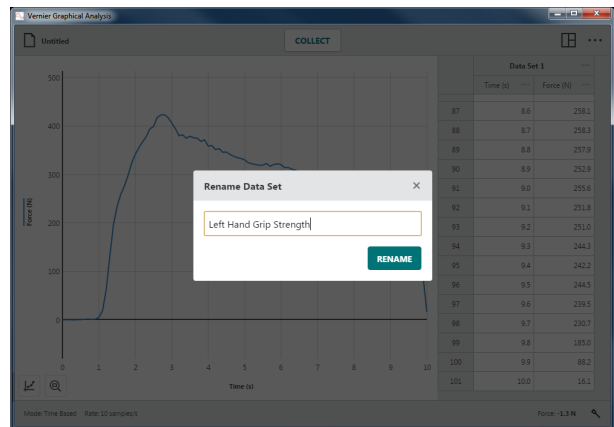 Vernier Graphical Analysis
Untitled
COLLECT
Data Set 1
Time (s) Force (N)
87 8.6 258.1
88 8.7 258.3
89 8.8 257.9
90 8.9 252.9
91 9.0 255.6
92 9.1 251.8
93 9.2 251.0
94 9.3 244.3
95 9.4 242.2
96 9.5 244.5
97 9.6 239.5
98 9.7 230.7
99 9.8 185.0
100 9.9 88.2
101 10.0 16.1
Rename Data Set
Left Hand Grip Strength
RENAME
Force (N)
500
400
300
200
100
0
0 1 2 3 4 5 6 7 8 9 10
Time (s)
Mode: Time Based Rate: 10 samples/s
Force: -1.3 N